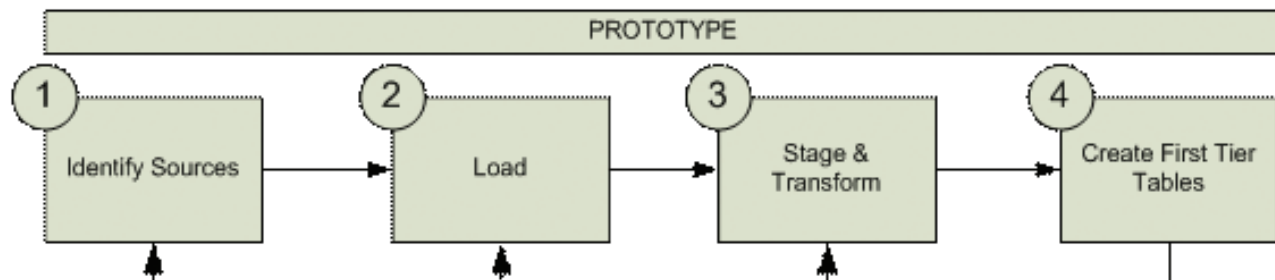 PROTOTYPE
1
Identify Sources
2
Load
3
Stage &
Transform
4
Create First Tier
Tables